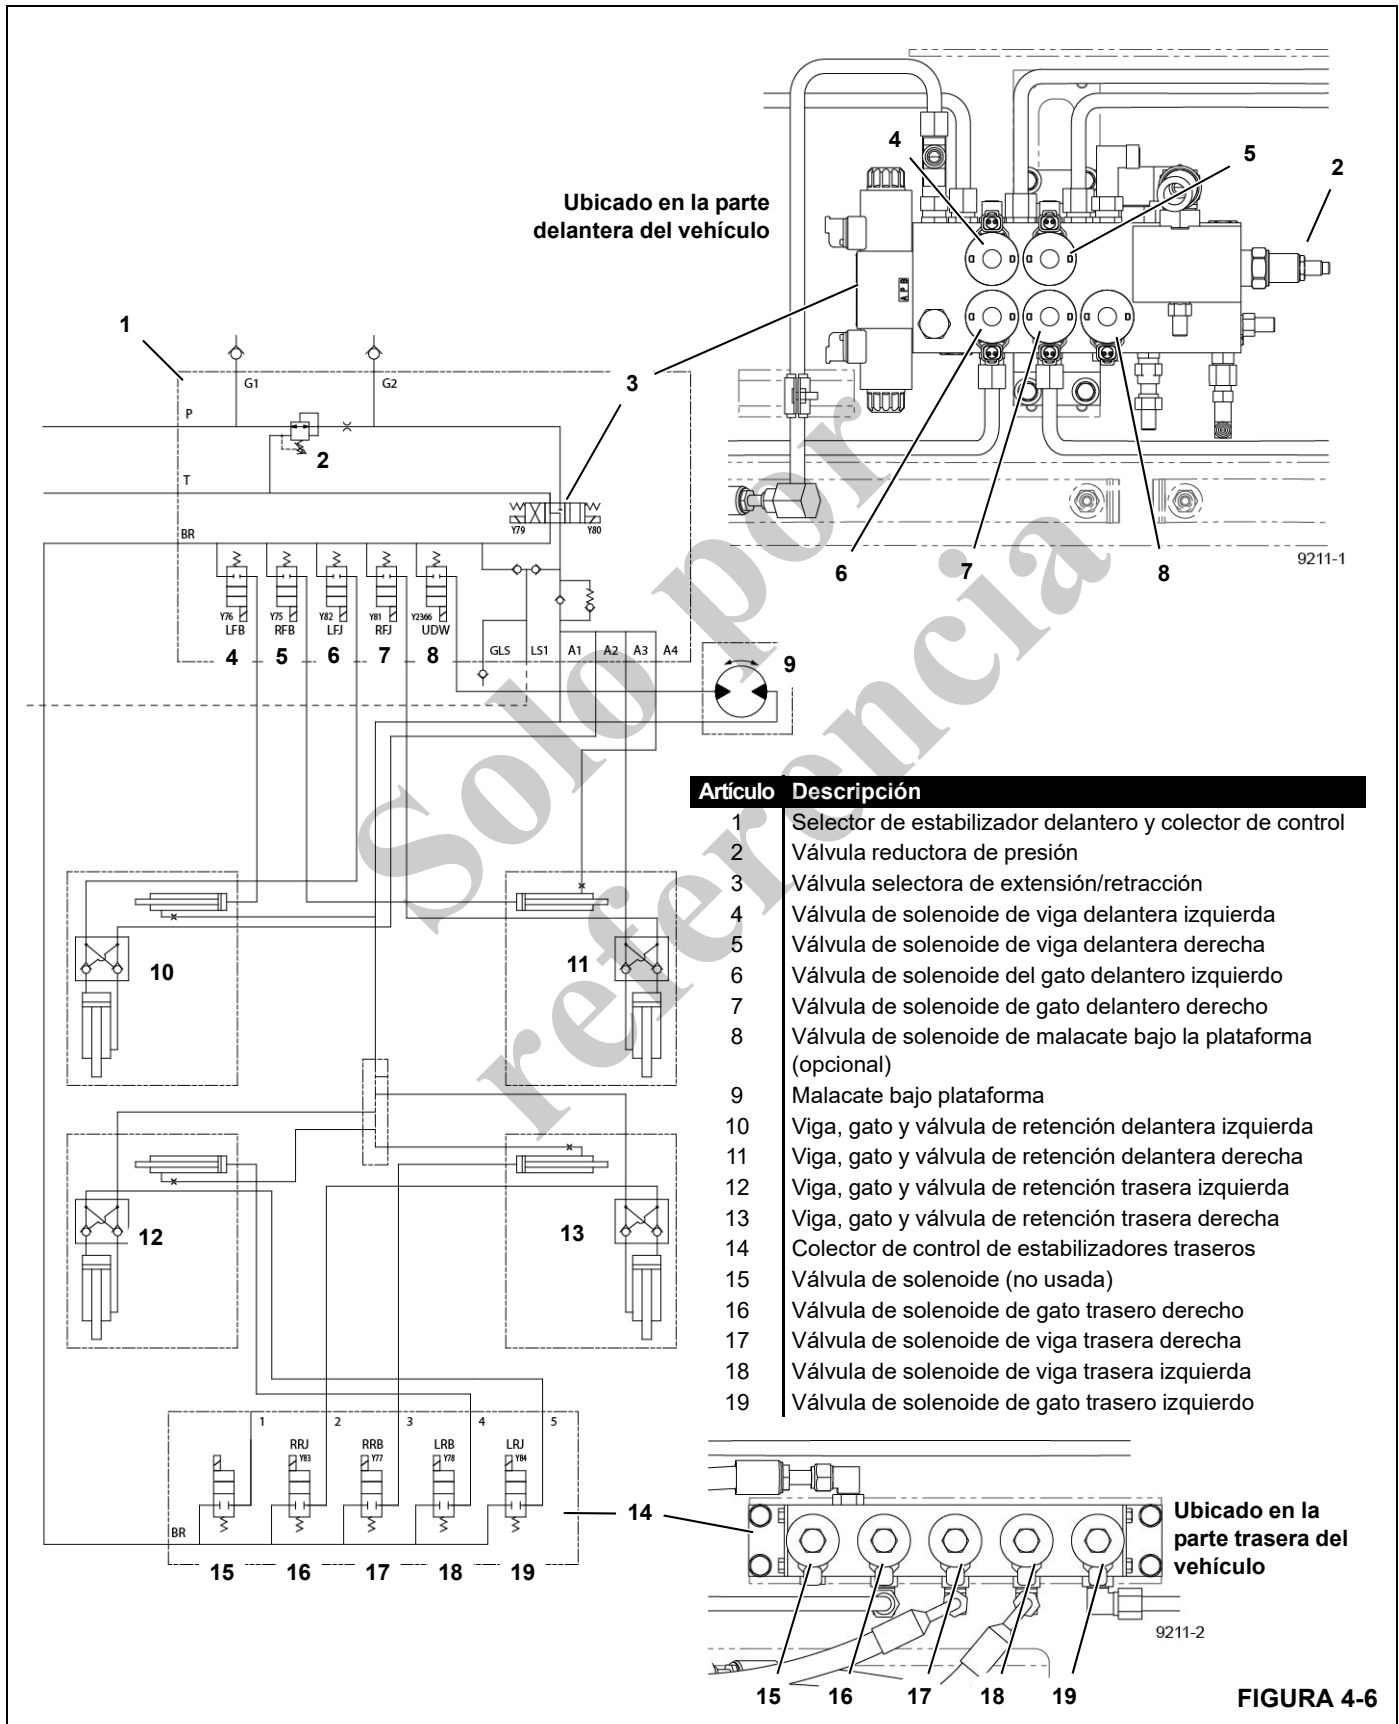 4
5
2
Ubicado en la parte
delantera del vehículo
1
3
G1
G2
P
2
T
Y79
Y80
BR
6
7
8
9211-1
Y76
Y75
Y82
Y81
Y2366
LFB
RFB
LFJ
RFJ
UDW
4
5
6
7
8
GLS
LS1
A1
A2
A3
A4
9
Artículo Descripción
1 Selector de estabilizador delantero y colector de control
2 Válvula reductora de presión
3 Válvula selectora de extensión/retracción
4 Válvula de solenoide de viga delantera izquierda
5 Válvula de solenoide de viga delantera derecha
6 Válvula de solenoide del gato delantero izquierdo
7 Válvula de solenoide de gato delantero derecho
8 Válvula de solenoide de malacate bajo la plataforma
(opcional)
9 Malacate bajo plataforma
10 Viga, gato y válvula de retención delantera izquierda
11 Viga, gato y válvula de retención delantera derecha
12 Viga, gato y válvula de retención trasera izquierda
13 Viga, gato y válvula de retención trasera derecha
14 Colector de control de estabilizadores traseros
15 Válvula de solenoide (no usada)
16 Válvula de solenoide de gato trasero derecho
17 Válvula de solenoide de viga trasera derecha
18 Válvula de solenoide de viga trasera izquierda
19 Válvula de solenoide de gato trasero izquierdo
10
11
12
13
1
2
3
4
5
RRJ
RRB
LRB
LRJ
Y83
Y77
Y78
Y84
BR
14
15
16
17
18
19
Ubicado en la
parte trasera del
vehículo
9211-2
15
16
17
18
19
FIGURA 4-6
A P B
Solo por
referencia